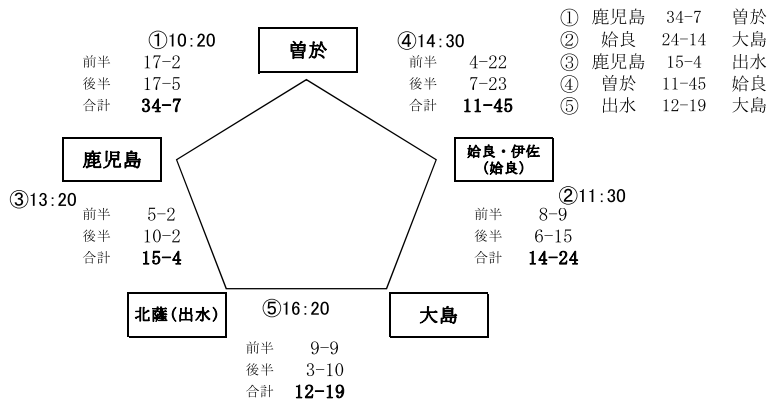 ①10:20
前半 17-2
後半 17-5
合計 34-7
曽於
④14:30
前半 4-22
後半 7-23
合計 11-45
① 鹿児島 34-7 曽於
② 姶良 24-14 大島
③ 鹿児島 15-4 出水
④ 曽於 11-45 姶良
⑤ 出水 12-19 大島
鹿児島
姶良・伊佐
(姶良)
③13:20
前半 5-2
後半 10-2
合計 15-4
②11:30
前半 8-9
後半 6-15
合計 14-24
北薩(出水)
⑤16:20
大島
前半 9-9
後半 3-10
合計 12-19